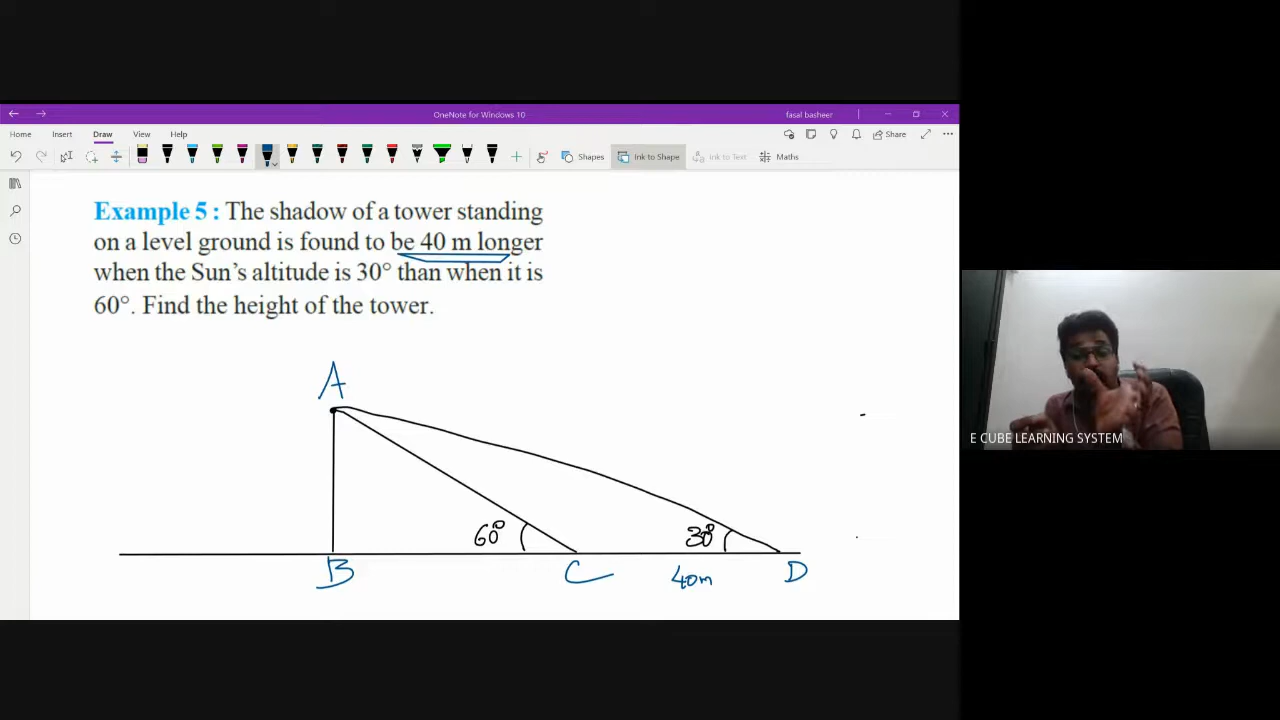 OneNote for Windows 10
fasal basheer
Home Insert Draw View Help
Share
Shapes Ink to Shape Ink to Text Maths
Example 5 : The shadow of a tower standing
on a level ground is found to be 40 m longer
when the Sun's altitude is 30° than when it is
60°. Find the height of the tower.
A
60° 30°
B C 40m D
E CUBE LEARNING SYSTEM